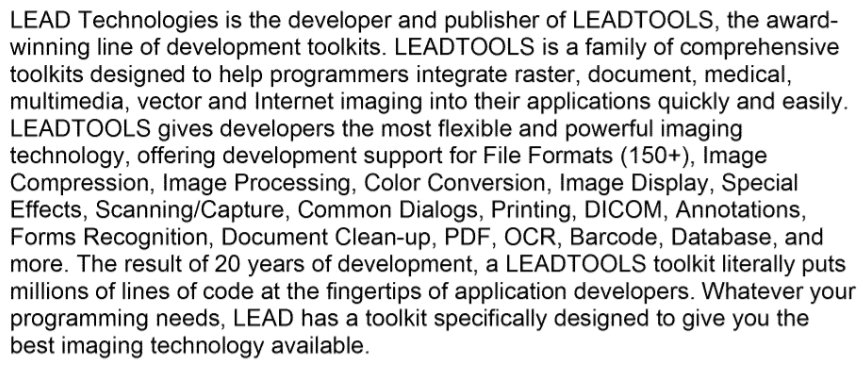 LEAD Technologies is the developer and publisher of LEADTOOLS, the award-
winning line of development toolkits. LEADTOOLS is a family of comprehensive
toolkits designed to help programmers integrate raster, document, medical,
multimedia, vector and Internet imaging into their applications quickly and easily.
LEADTOOLS gives developers the most flexible and powerful imaging
technology, offering development support for File Formats (150+), Image
Compression, Image Processing, Color Conversion, Image Display, Special
Effects, Scanning/Capture, Common Dialogs, Printing, DICOM, Annotations,
Forms Recognition, Document Clean-up, PDF, OCR, Barcode, Database, and
more. The result of 20 years of development, a LEADTOOLS toolkit literally puts
millions of lines of code at the fingertips of application developers. Whatever your
programming needs, LEAD has a toolkit specifically designed to give you the
best imaging technology available.